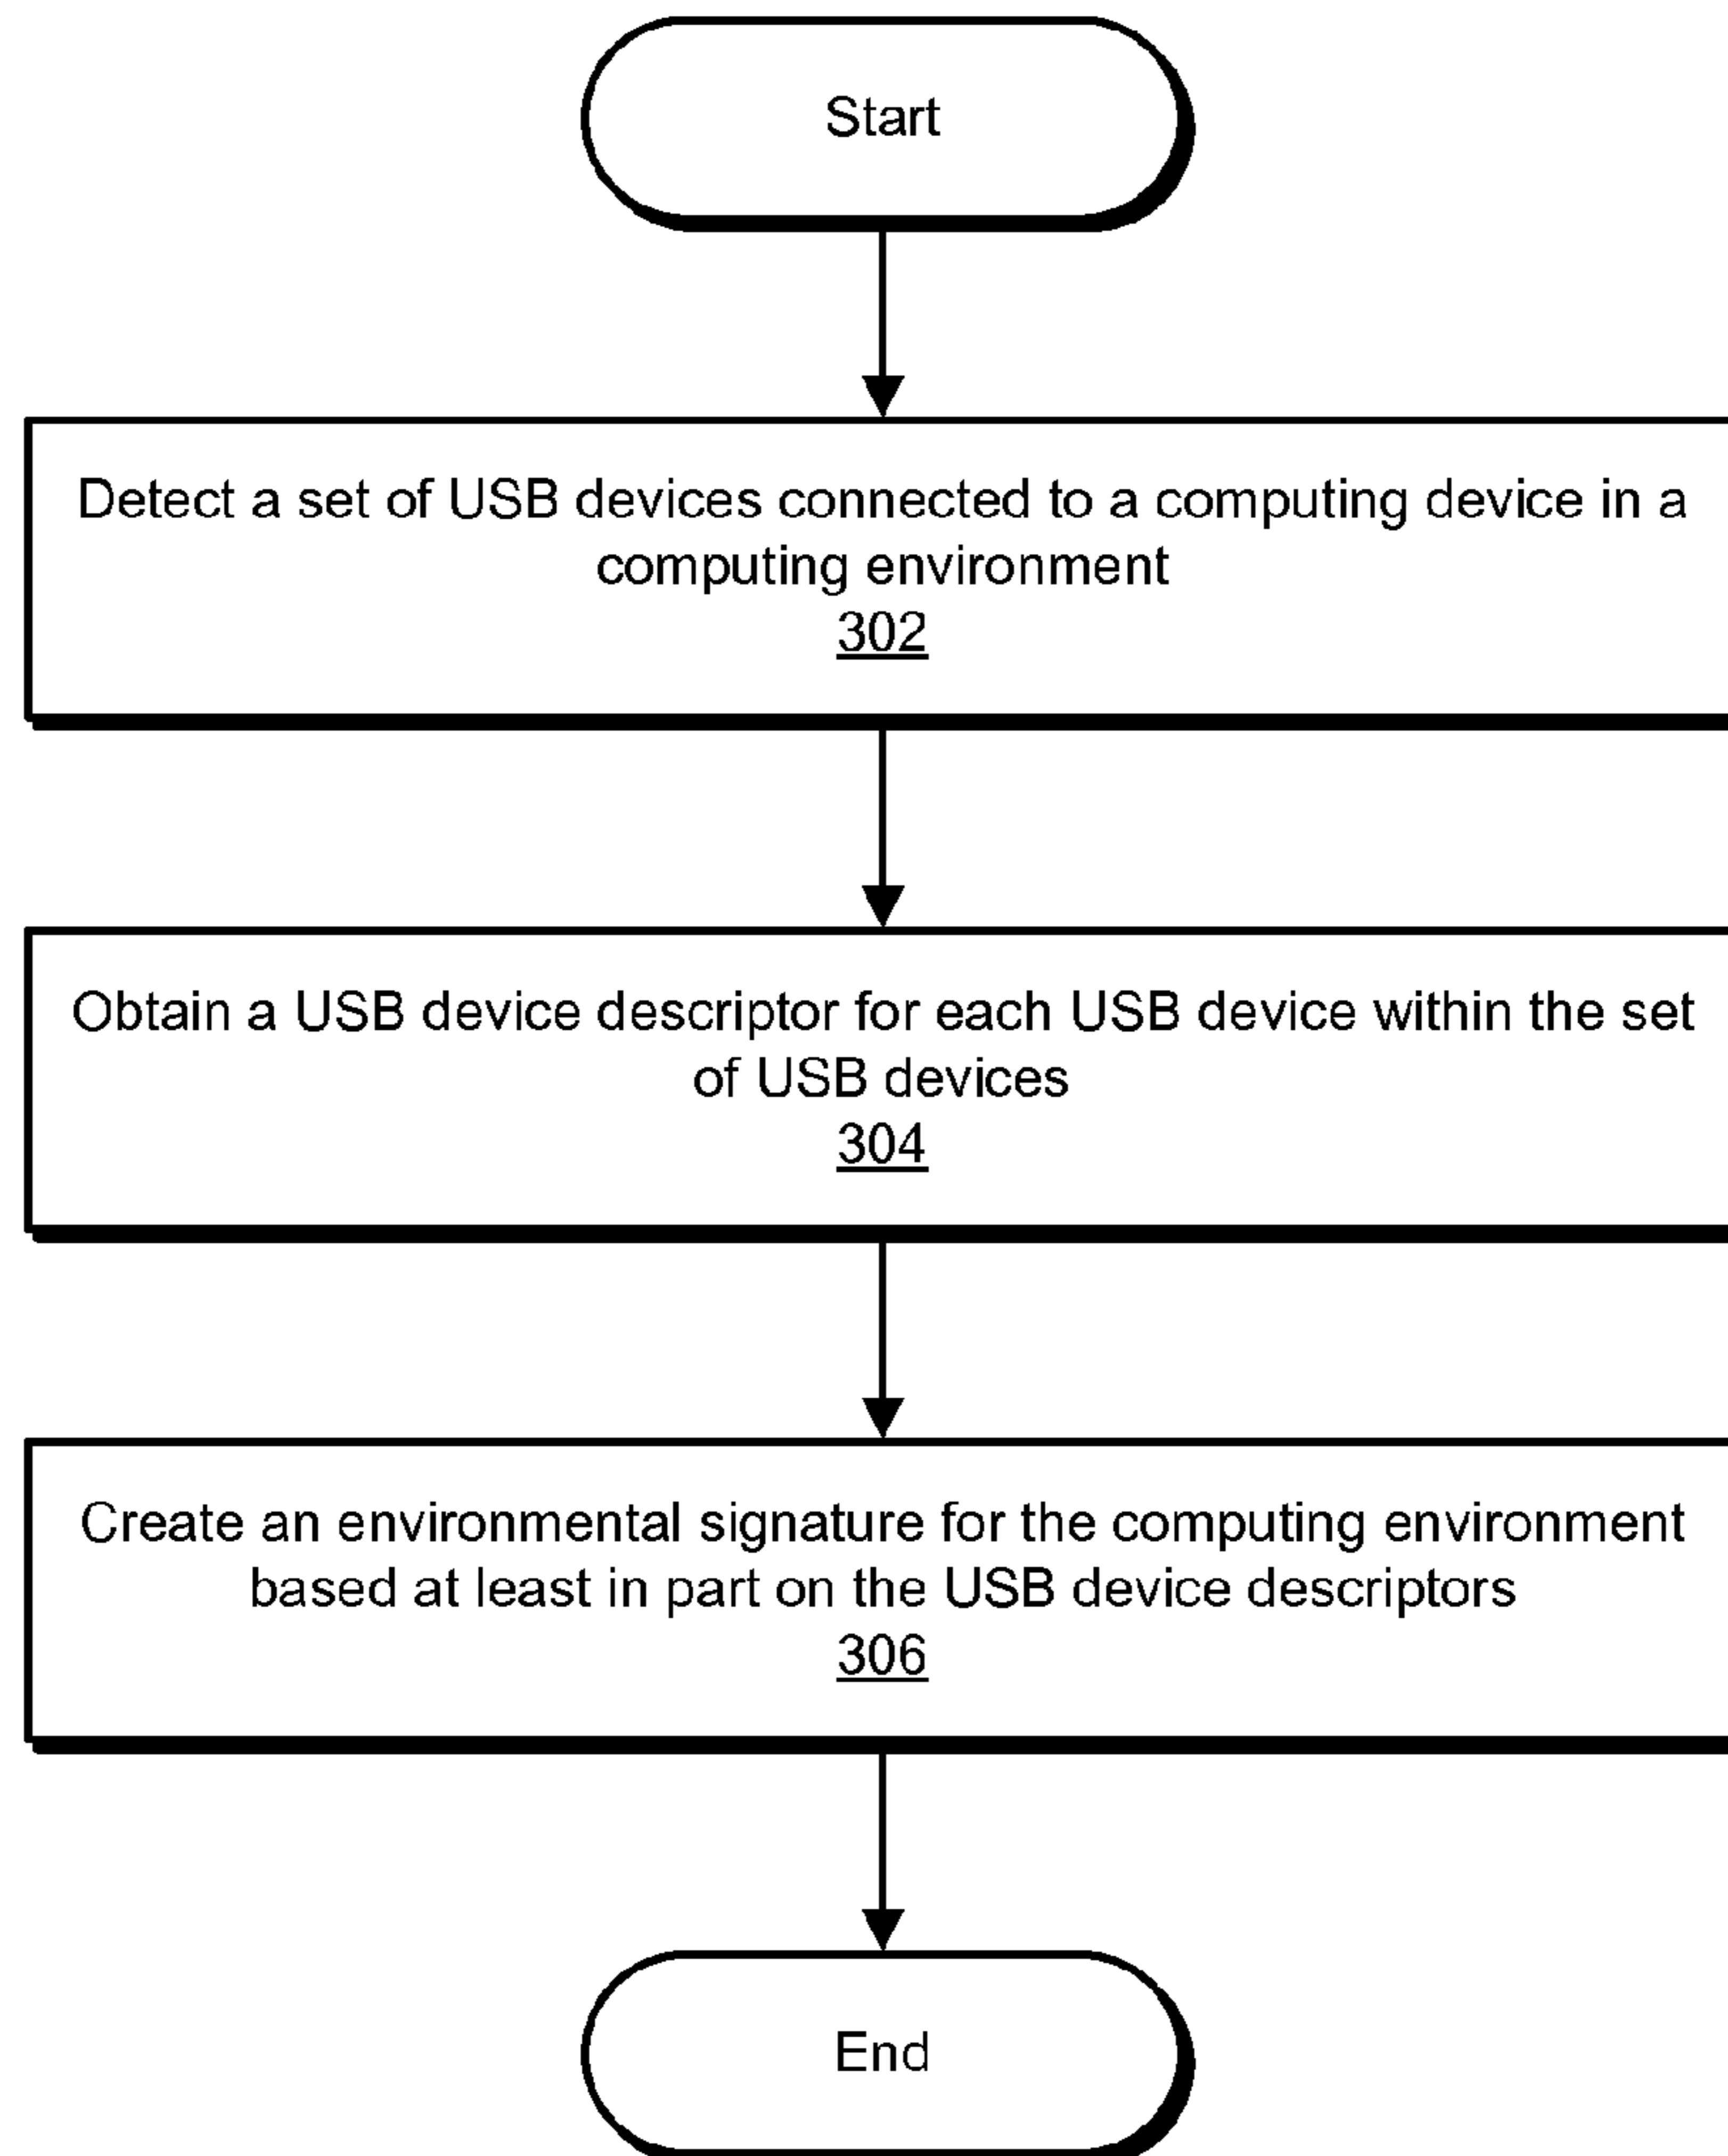 Start
Detect a set of USB devices connected to a computing device in a
computing environment
302
Obtain a USB device descriptor for each USB device within the set
of USB devices
304
Create an environmental signature for the computing environment
based at least in part on the USB device descriptors
306
End